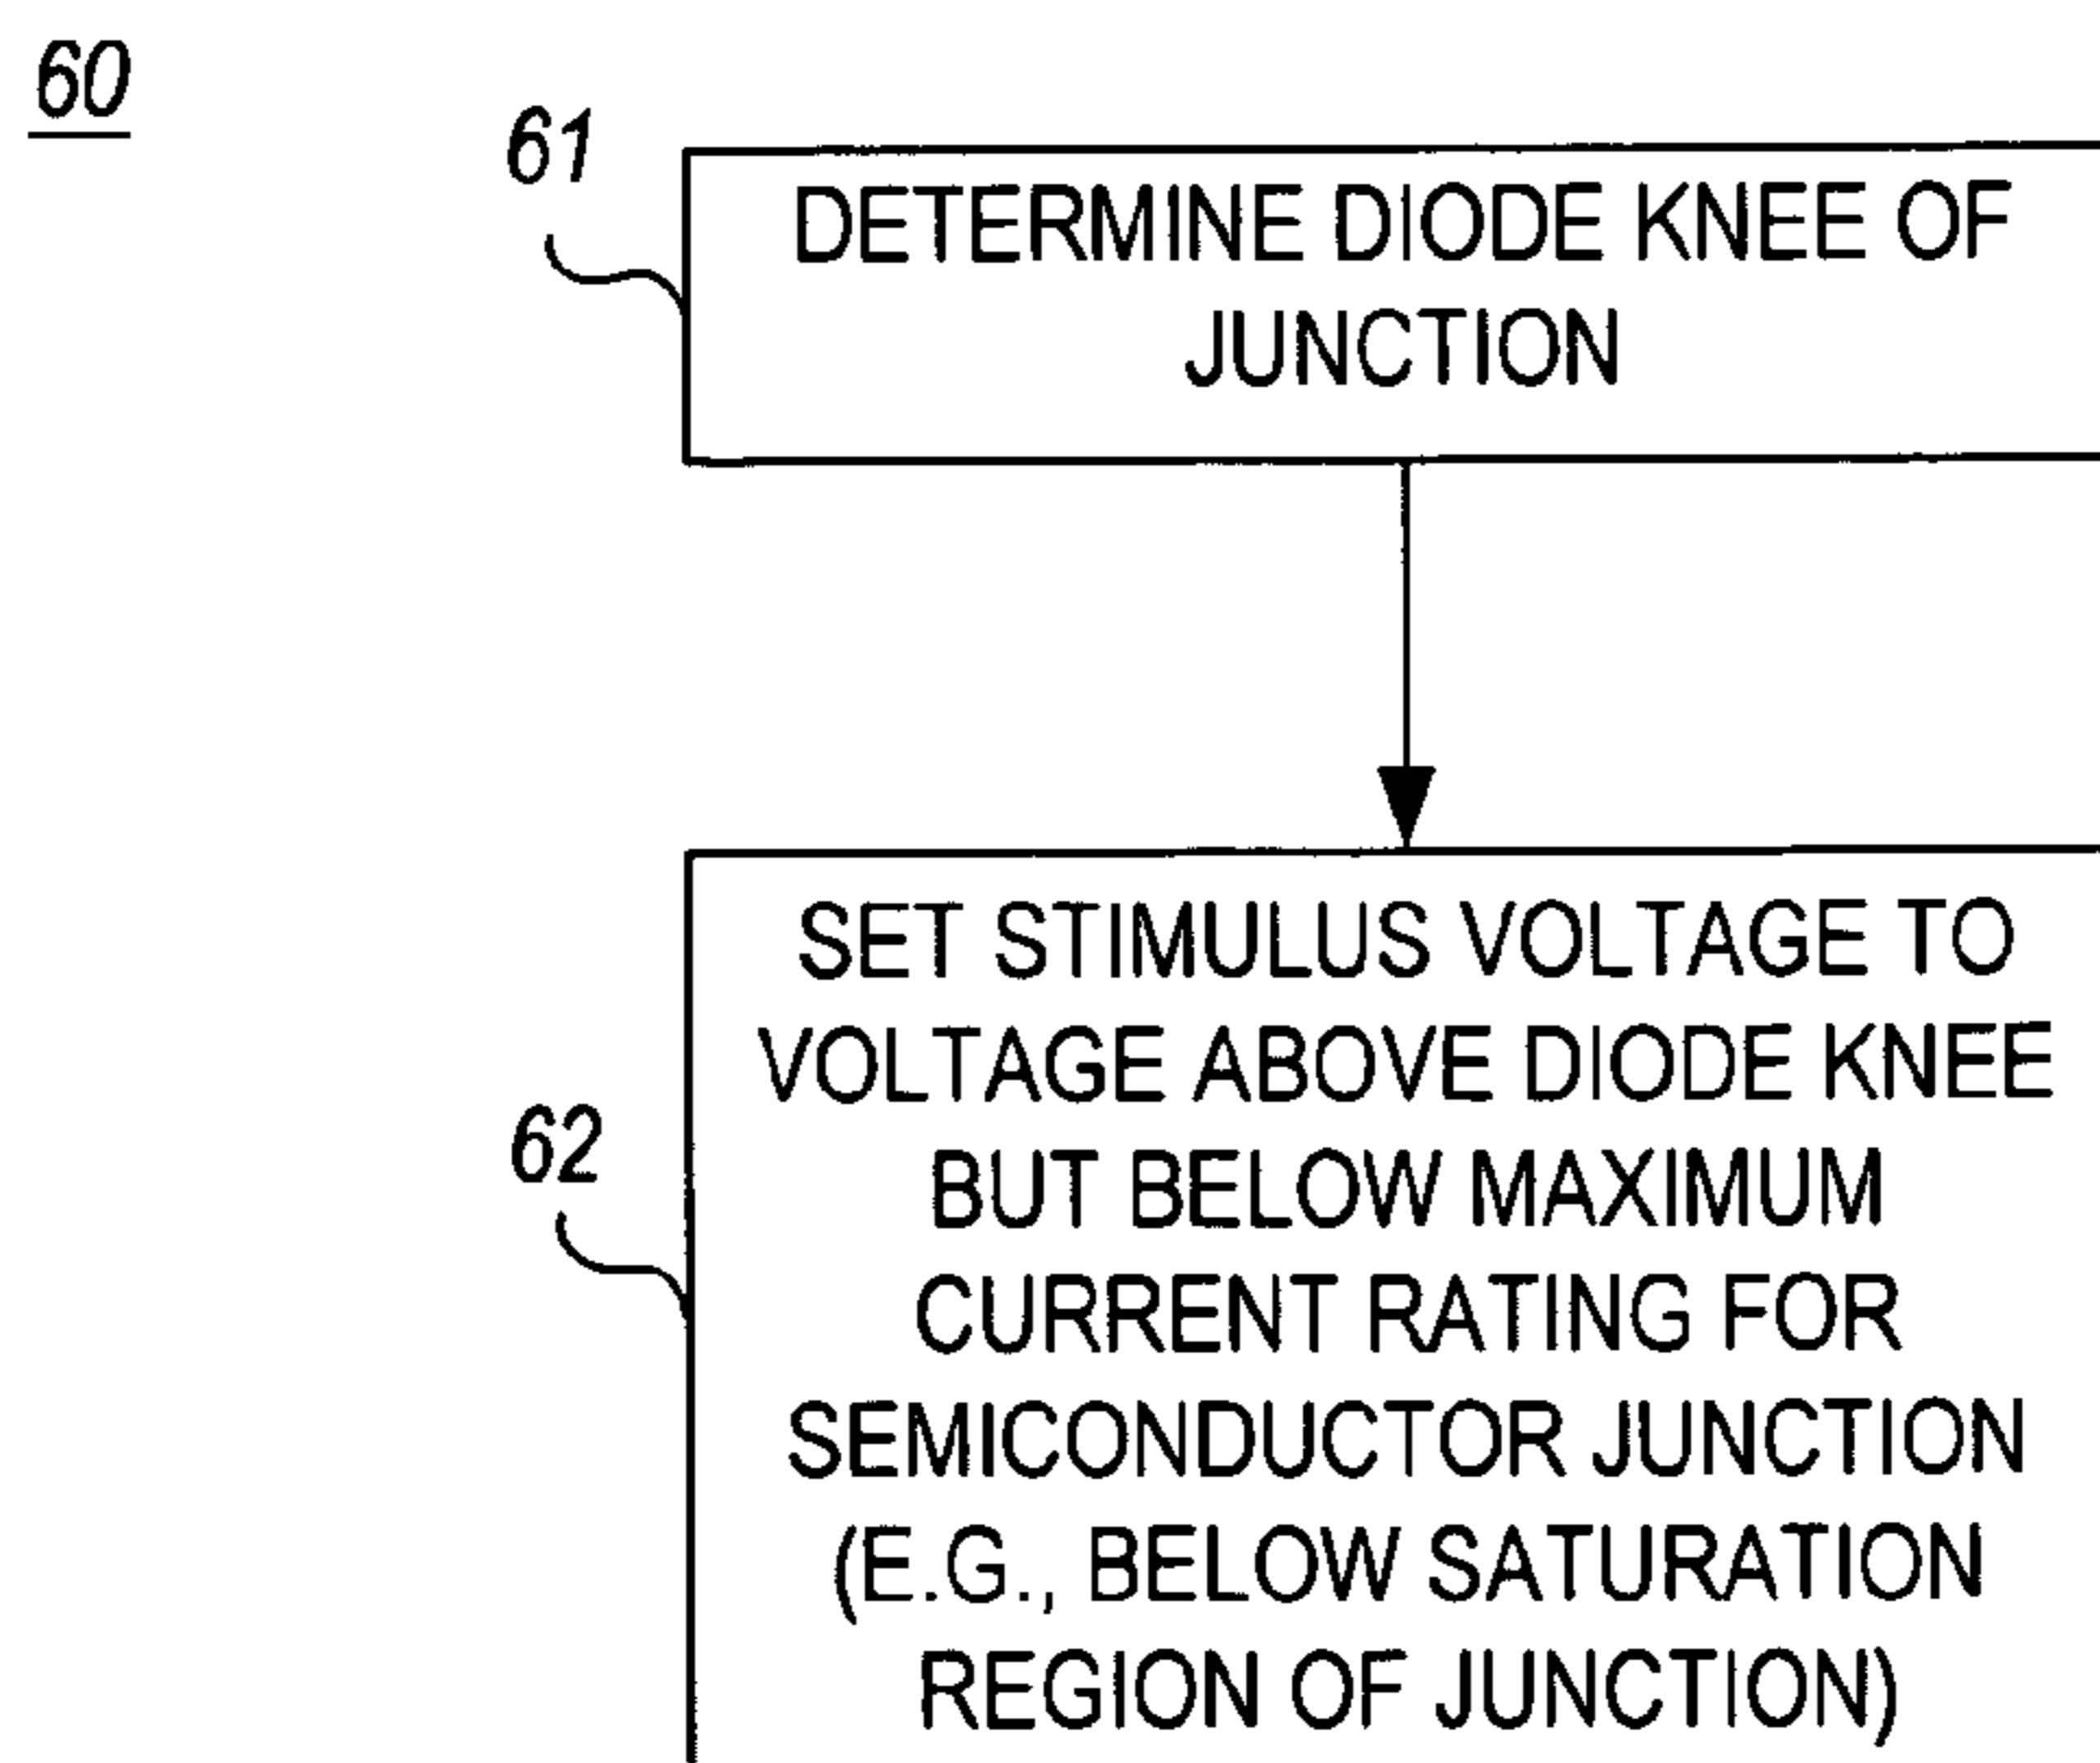 60
61
DETERMINE DIODE KNEE OF
JUNCTION
SET STIMULUS VOLTAGE TO
VOLTAGE ABOVE DIODE KNEE
BUT BELOW MAXIMUM
62
CURRENT RATING FOR
SEMICONDUCTOR JUNCTION
(E.G., BELOW SATURATION
REGION OF JUNCTION)